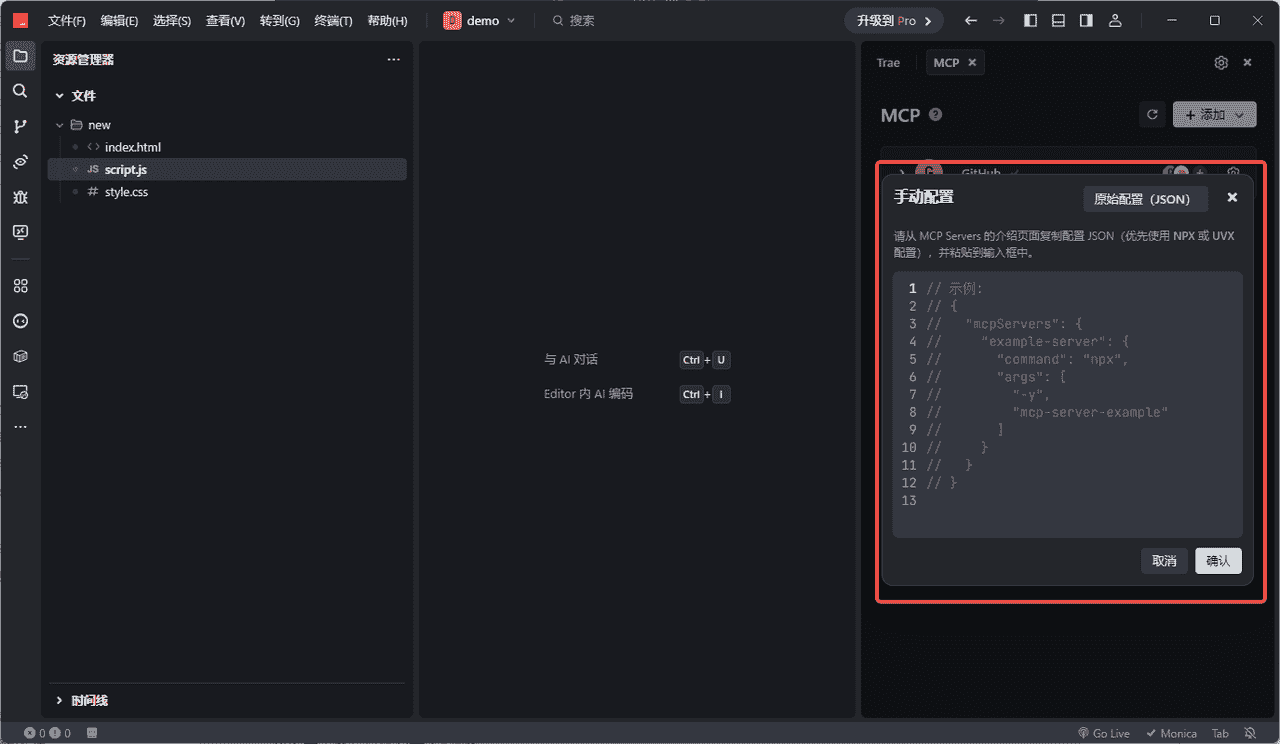 文件(F) 编辑(E) 选择(S) 查看(V) 转到(G) 终端(T) 帮助(H) demo 搜索 升级到 Pro
资源管理器
文件
new
index.html
JS script.js
# style.css
时间线
与 AI 对话 Ctrl + U
Editor 内 AI 编码 Ctrl + I
Trae MCP
MCP
+ 添加
GitHub
手动配置 原始配置（JSON）
请从 MCP Servers 的介绍页面复制配置 JSON（优先使用 NPX 或 UVX
配置），并粘贴到输入框中。
1 // 示例:
2 // {
3 //   "mcpServers": {
4 //     "example-server": {
5 //       "command": "npx",
6 //       "args": [
7 //         "-y",
8 //         "mcp-server-example"
9 //       ]
10 //     }
11 //   }
12 // }
13
取消 确认
0 0 Go Live Monica Tab